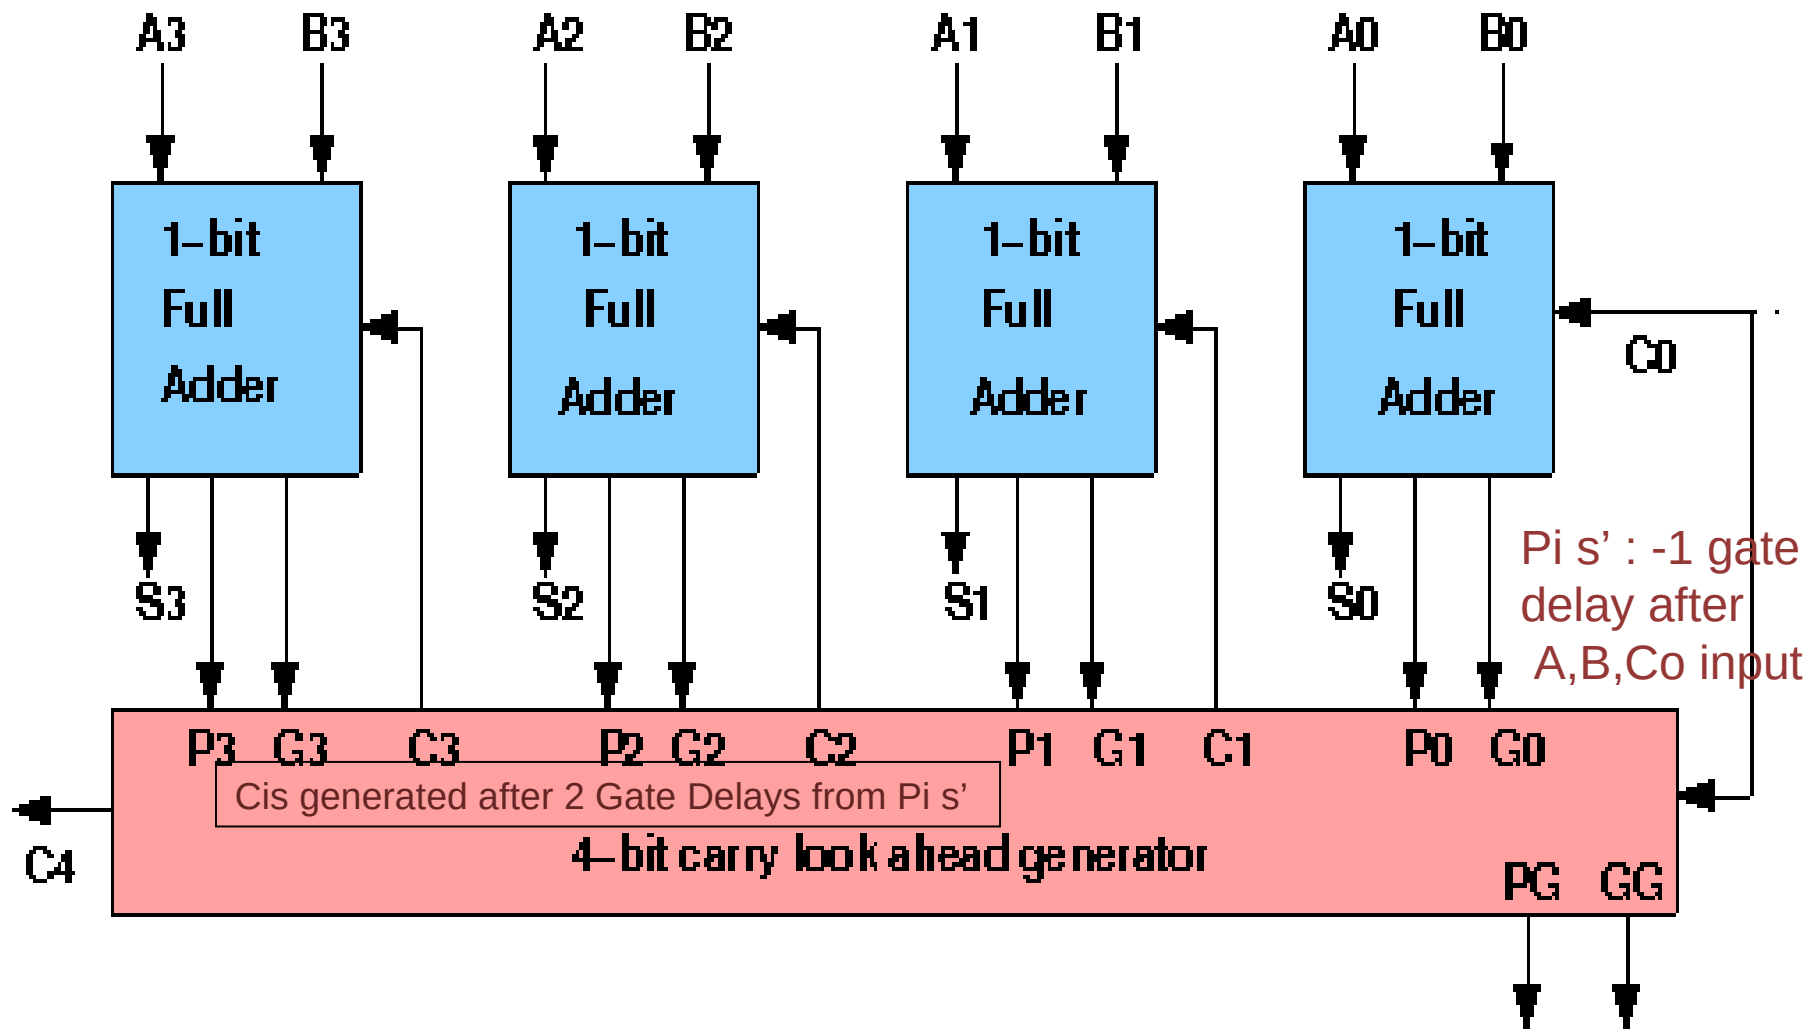 A3 B3 A2 B2 A1 B1 A0 B0
1-bit 1-bit 1-bit 1-bit
Full Full Full Full
Adder Adder Adder Adder
C0
S3 S2 S1 S0
Pi s’ : -1 gate
delay after
A,B,Co input
P3 G3 C3 P2 G2 C2 P1 G1 C1 P0 G0
Cis generated after 2 Gate Delays from Pi s’
4-bit carry look ahead generator
C4
PG GG